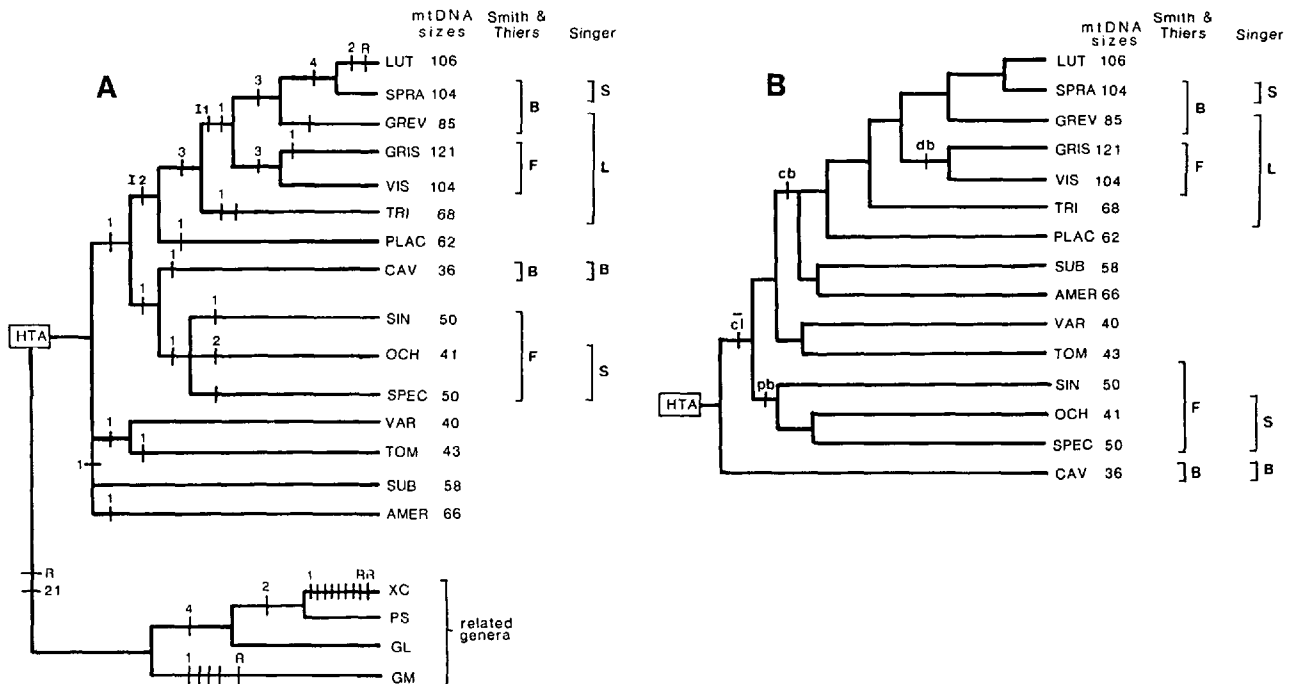 A
mtDNA sizes
Smith & Thiers
Singer
2 R
LUT 106
4
SPRA 104
3
B
S
I1 1
GREV 85
1
GRIS 121
3
3
F
L
VIS 104
I2
1
TRI 68
1
1
PLAC 62
1
CAV 36
B
B
1
1
SIN 50
1
2
OCH 41
F
S
SPEC 50
HTA
1
VAR 40
1
TOM 43
1
SUB 58
1
AMER 66
R
21
1
RR
XC
2
4
PS
related genera
GL
1
R
GM
B
mtDNA sizes
Smith & Thiers
Singer
LUT 106
SPRA 104
B
S
GREV 85
db
GRIS 121
F
L
cb
VIS 104
TRI 68
PLAC 62
SUB 58
AMER 66
VAR 40
cl
TOM 43
pb
SIN 50
HTA
OCH 41
F
S
SPEC 50
CAV 36
B
B